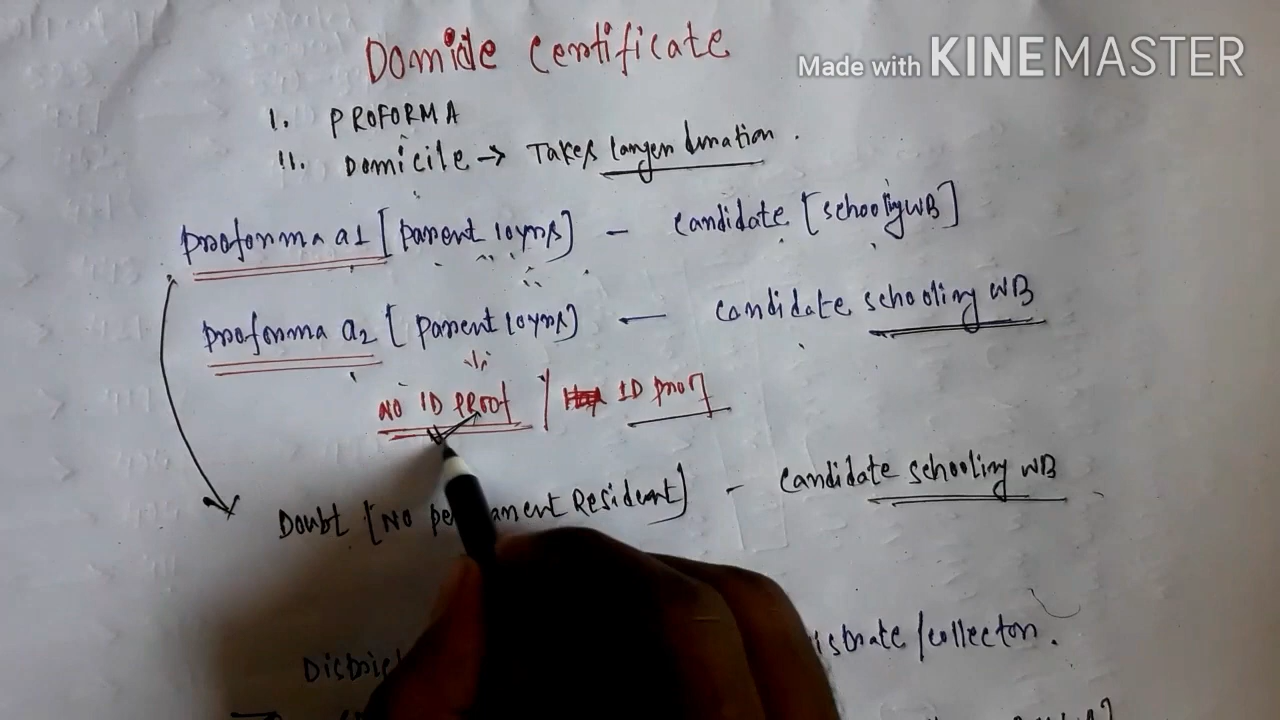 Domicile Certificate
Made with KINEMASTER
I. PROFORMA
II. DOMICILE → Takes longer duration.
proforma a1 [parent 10yrs] - candidate [schooling WB]
proforma a2 [parent 10yrs] — candidate schooling WB
NO ID PROOF / ID proof
Doubt [NO permanent Resident] - candidate schooling WB
District istrate/collector.